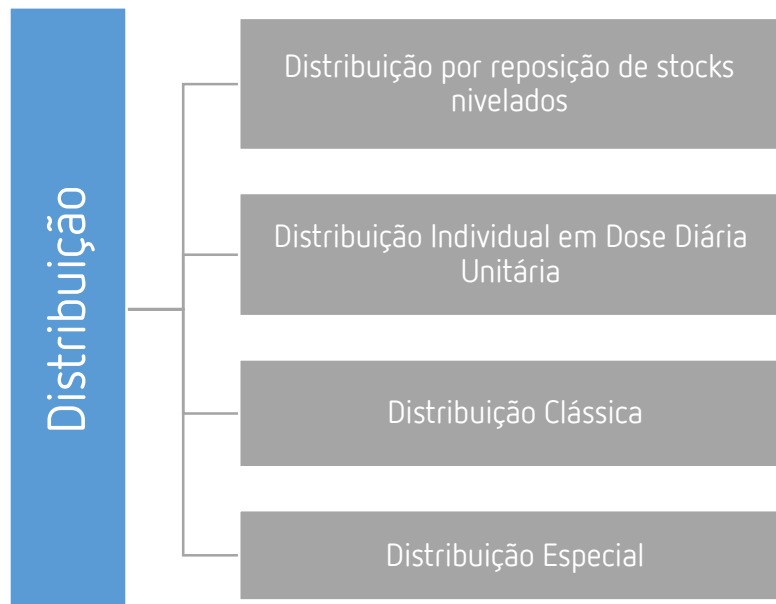 Distribuição
Distribuição por reposição de stocks
nivelados
Distribuição Individual em Dose Diária
Unitária
Distribuição Clássica
Distribuição Especial